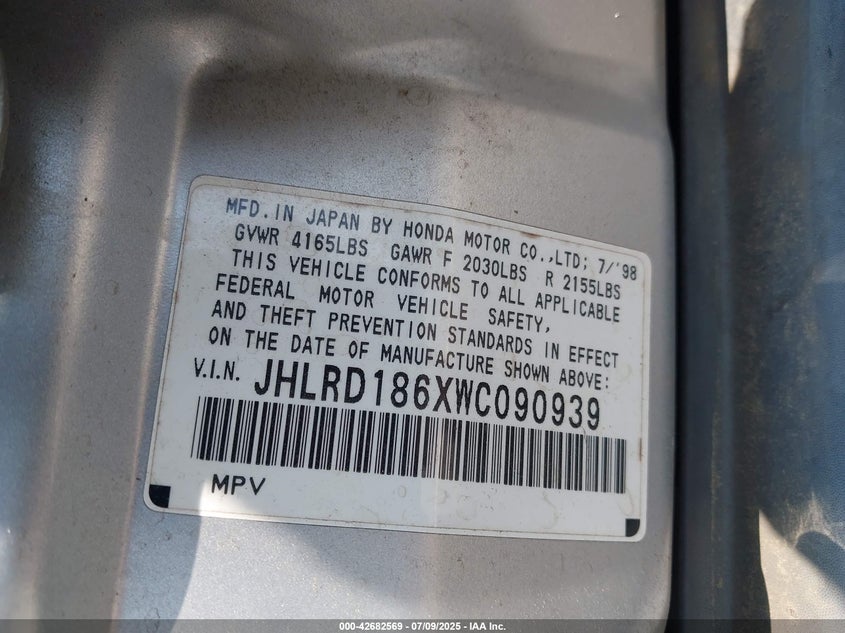 MFD.IN JAPAN BY HONDA MOTOR CO.,LTD; 7/'98
GVWR 4165LBS GAWR F 2030LBS R 2155LBS
THIS VEHICLE CONFORMS TO ALL APPLICABLE
FEDERAL MOTOR VEHICLE SAFETY,
AND THEFT PREVENTION STANDARDS IN EFFECT
ON THE DATE OF MANUFACTURE SHOWN ABOVE:
V.I.N. JHLRD186XWC090939
MPV
000-42682569 - 07/09/2025 - IAA Inc.